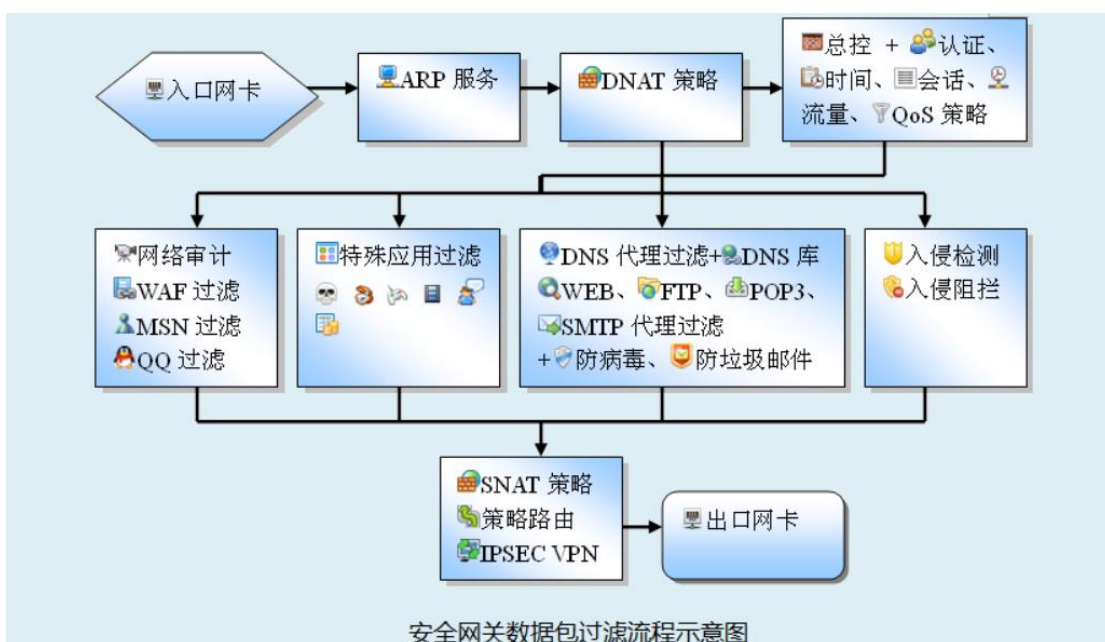 入口网卡
ARP 服务
DNAT 策略
总控 + 认证、
时间、会话、
流量、QoS 策略
网络审计
WAF 过滤
MSN 过滤
QQ 过滤
特殊应用过滤
DNS 代理过滤+DNS 库
WEB、FTP、POP3、
SMTP 代理过滤
+防病毒、防垃圾邮件
入侵检测
入侵阻拦
SNAT 策略
策略路由
IPSEC VPN
出口网卡
安全网关数据包过滤流程示意图